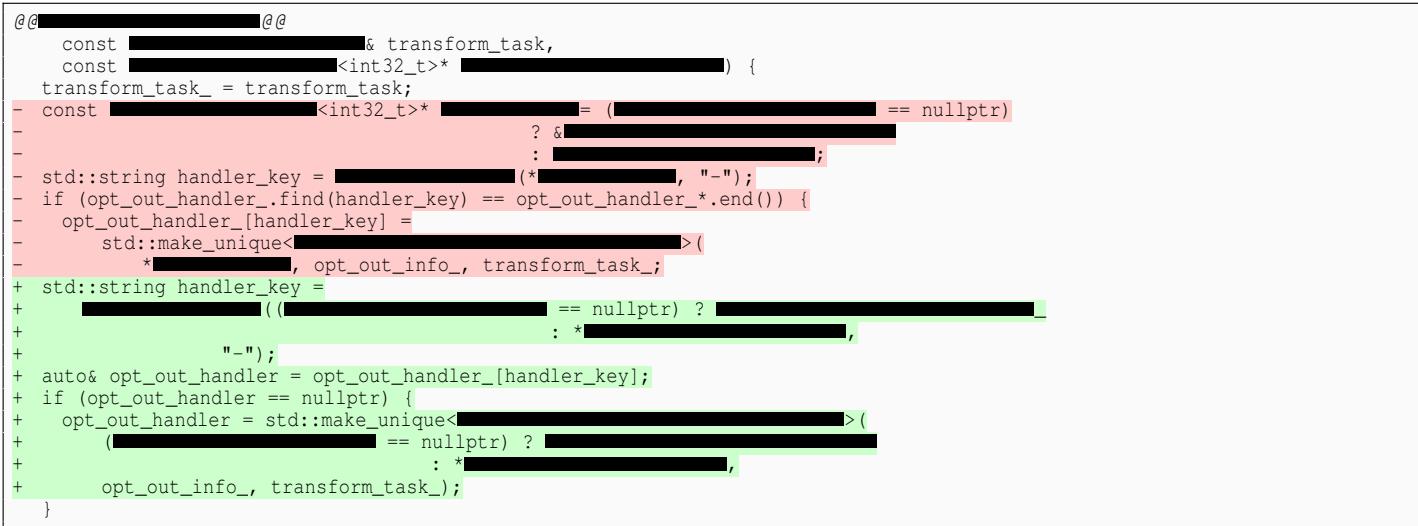 @@ @@
const & transform_task,
const <int32_t>* ) {
transform_task_ = transform_task;
- const <int32_t>* = ( == nullptr)
- ? &
- : ;
- std::string handler_key = (* , "-");
- if (opt_out_handler_.find(handler_key) == opt_out_handler_*.end()) {
- opt_out_handler_[handler_key] =
- std::make_unique< >(
- * , opt_out_info_, transform_task_;
+ std::string handler_key =
+ (( == nullptr) ? _
+ : * ,
+ "-");
+ auto& opt_out_handler = opt_out_handler_[handler_key];
+ if (opt_out_handler == nullptr) {
+ opt_out_handler = std::make_unique< >(
+ ( == nullptr) ?
+ : * ,
+ opt_out_info_, transform_task_);
}